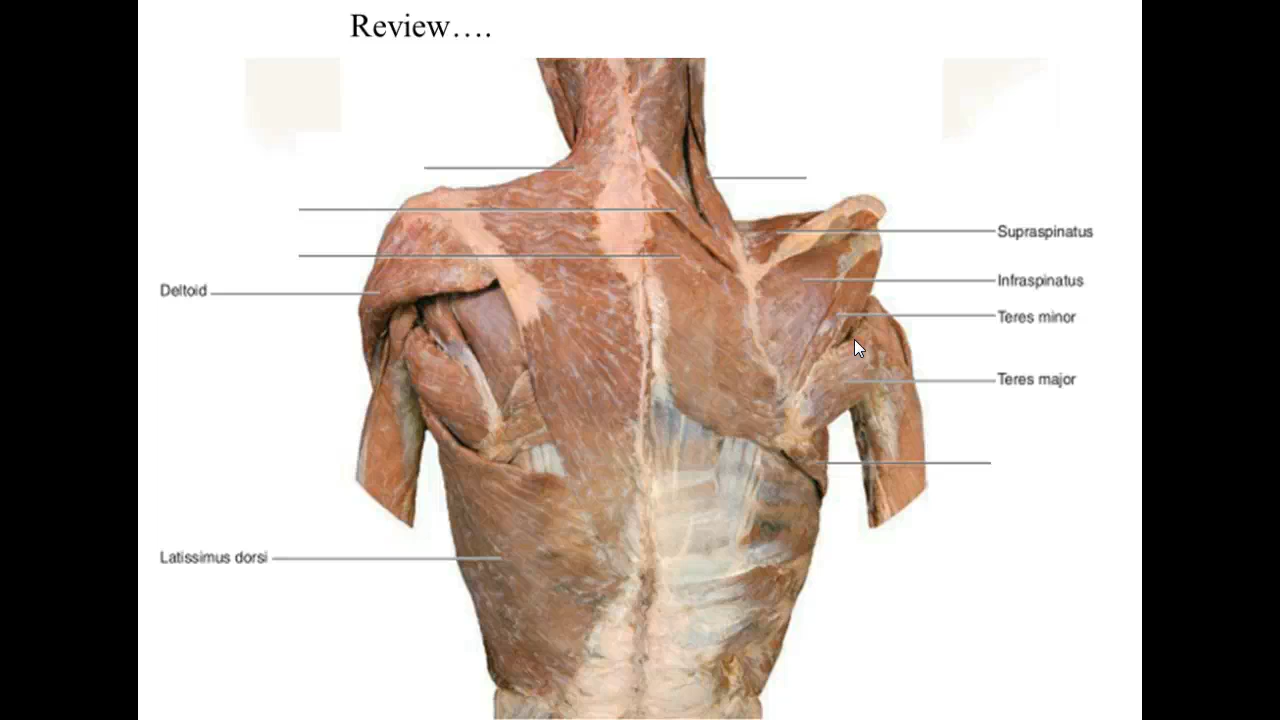 Review….
Supraspinatus
Infraspinatus
Deltoid
Teres minor
Teres major
Latissimus dorsi